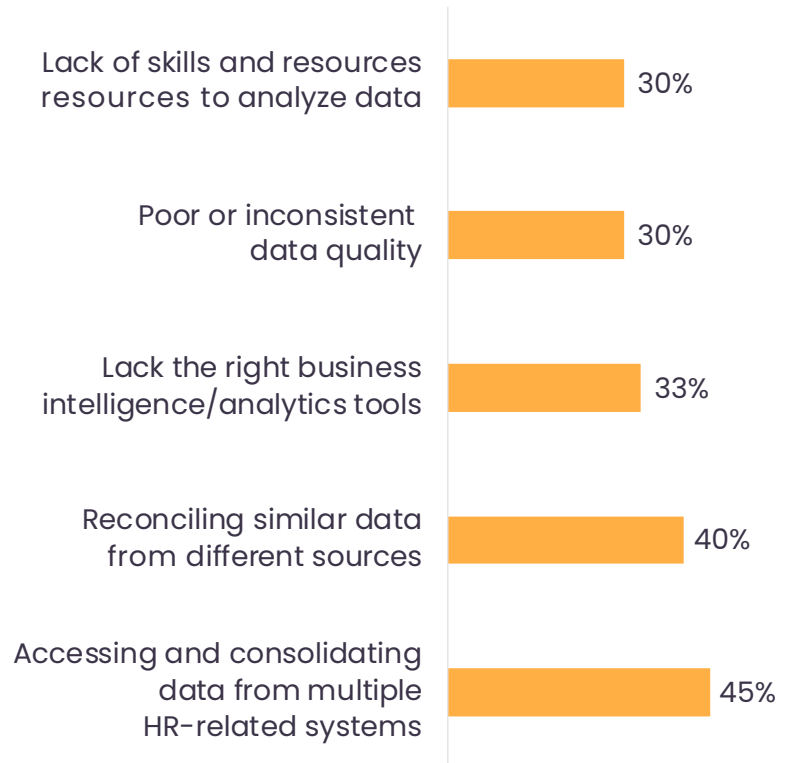 Lack of skills and resources
resources to analyze data
30%
Poor or inconsistent
data quality
30%
Lack the right business
intelligence/analytics tools
33%
Reconciling similar data
from different sources
40%
Accessing and consolidating
data from multiple
HR-related systems
45%